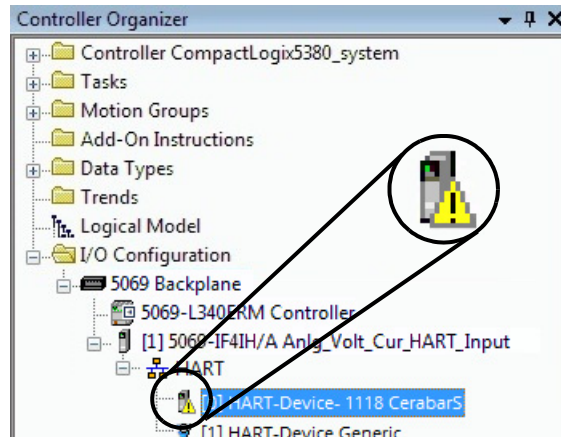 Controller Organizer
Controller CompactLogix5380_system
Tasks
Motion Groups
Add-On Instructions
Data Types
Trends
Logical Model
I/O Configuration
5069 Backplane
5069-L340ERM Controller
[1] 5069-IF4IH/A Anlg_Volt_Cur_HART_Input
HART
[0] HART-Device- 1118 CerabarS
[1] HART-Device Generic